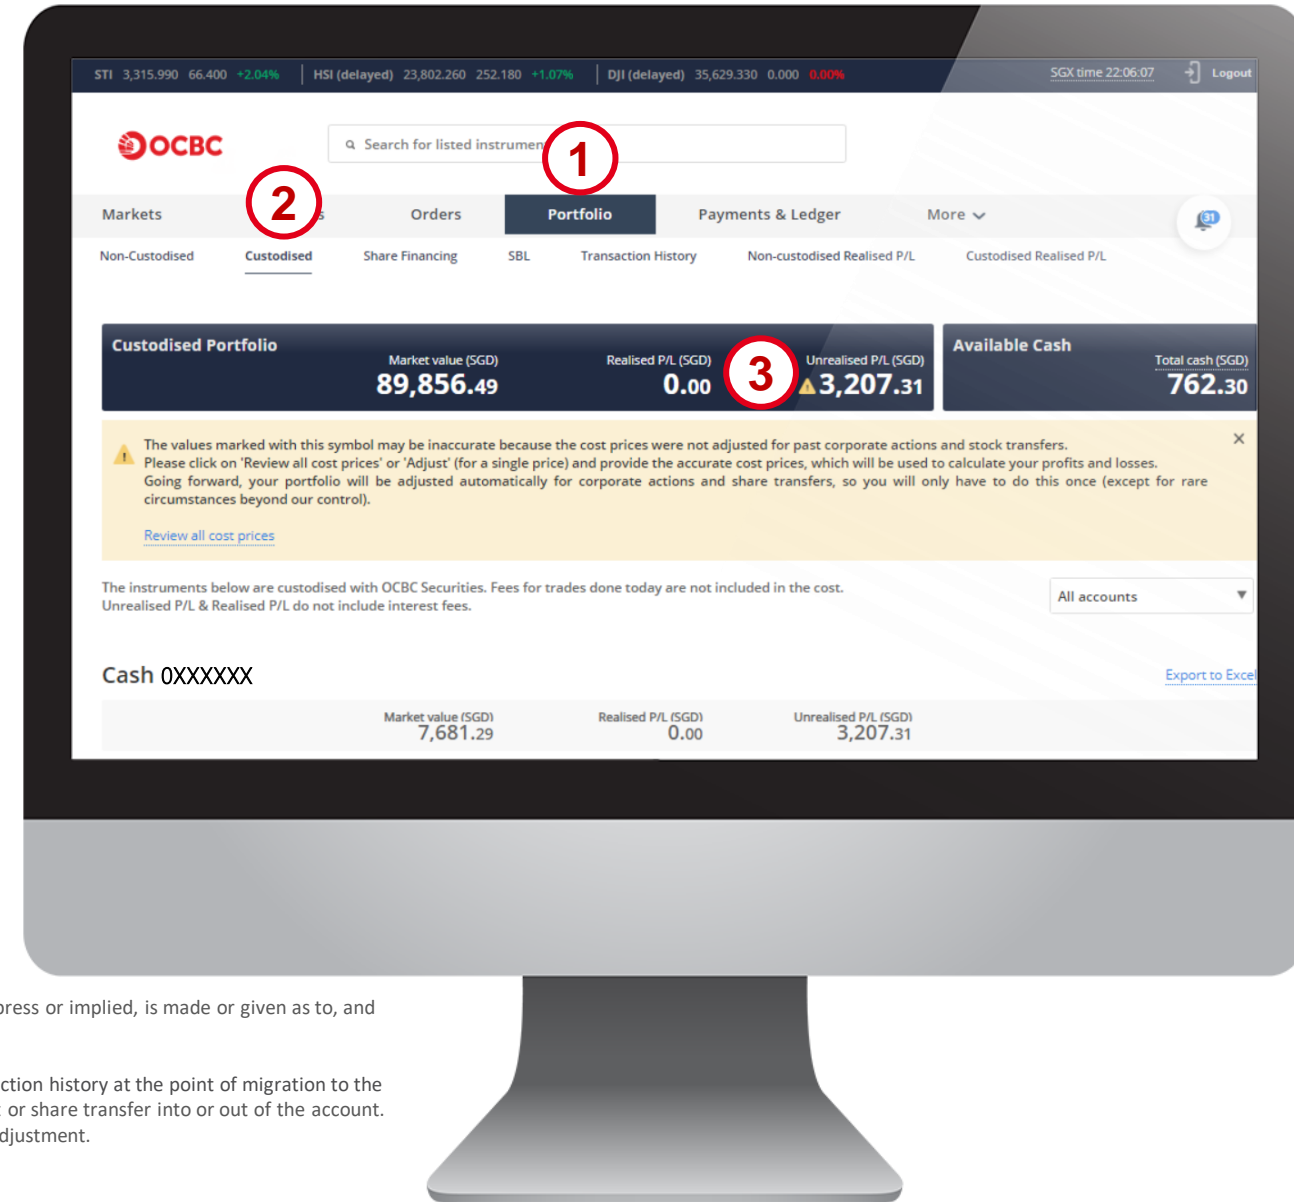 STI 3,315.990 66.400 +2.04% HSI (delayed) 23,802.260 252.180 +1.07% DJI (delayed) 35,629.330 0.000 0.00% SGX time 22:06:07 Logout
OCBC
Search for listed instrumen
1
2
Markets s Orders Portfolio Payments & Ledger More
31
Non-Custodised Custodised Share Financing SBL Transaction History Non-custodised Realised P/L Custodised Realised P/L
Custodised Portfolio
Market value (SGD) Realised P/L (SGD) Unrealised P/L (SGD)
89,856.49 0.00 3 3,207.31
Available Cash
Total cash (SGD)
762.30
The values marked with this symbol may be inaccurate because the cost prices were not adjusted for past corporate actions and stock transfers.
Please click on 'Review all cost prices' or 'Adjust' (for a single price) and provide the accurate cost prices, which will be used to calculate your profits and losses.
Going forward, your portfolio will be adjusted automatically for corporate actions and share transfers, so you will only have to do this once (except for rare
circumstances beyond our control).
Review all cost prices
The instruments below are custodised with OCBC Securities. Fees for trades done today are not included in the cost.
Unrealised P/L & Realised P/L do not include interest fees.
All accounts
Cash 0XXXXXX
Export to Excel
Market value (SGD) Realised P/L (SGD) Unrealised P/L (SGD)
7,681.29 0.00 3,207.31
press or implied, is made or given as to, and
ction history at the point of migration to the
t or share transfer into or out of the account.
djustment.